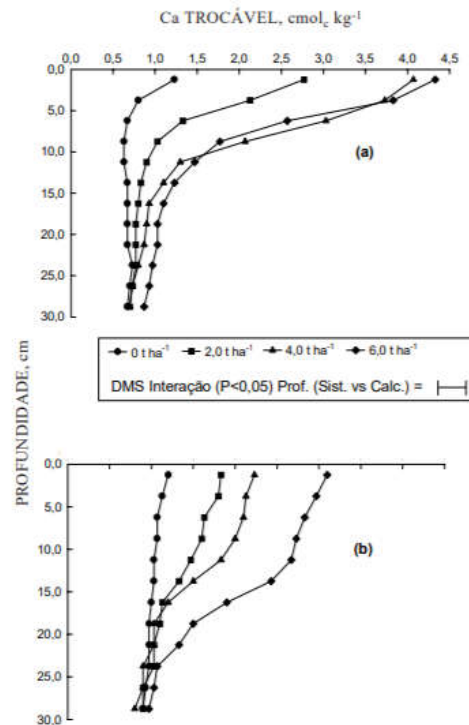 Ca TROCÁVEL, cmolc kg-1
0,0 0,5 1,0 1,5 2,0 2,5 3,0 3,5 4,0 4,5
0,0
5,0
10,0
15,0
20,0
25,0
30,0
(a)
PROFUNDIDADE, cm
0 t ha-1 2,0 t ha-1 4,0 t ha-1 6,0 t ha-1
DMS Interação (P<0,05) Prof. (Sist. vs Calc.) =
0,0
5,0
10,0
15,0
20,0
25,0
30,0
(b)